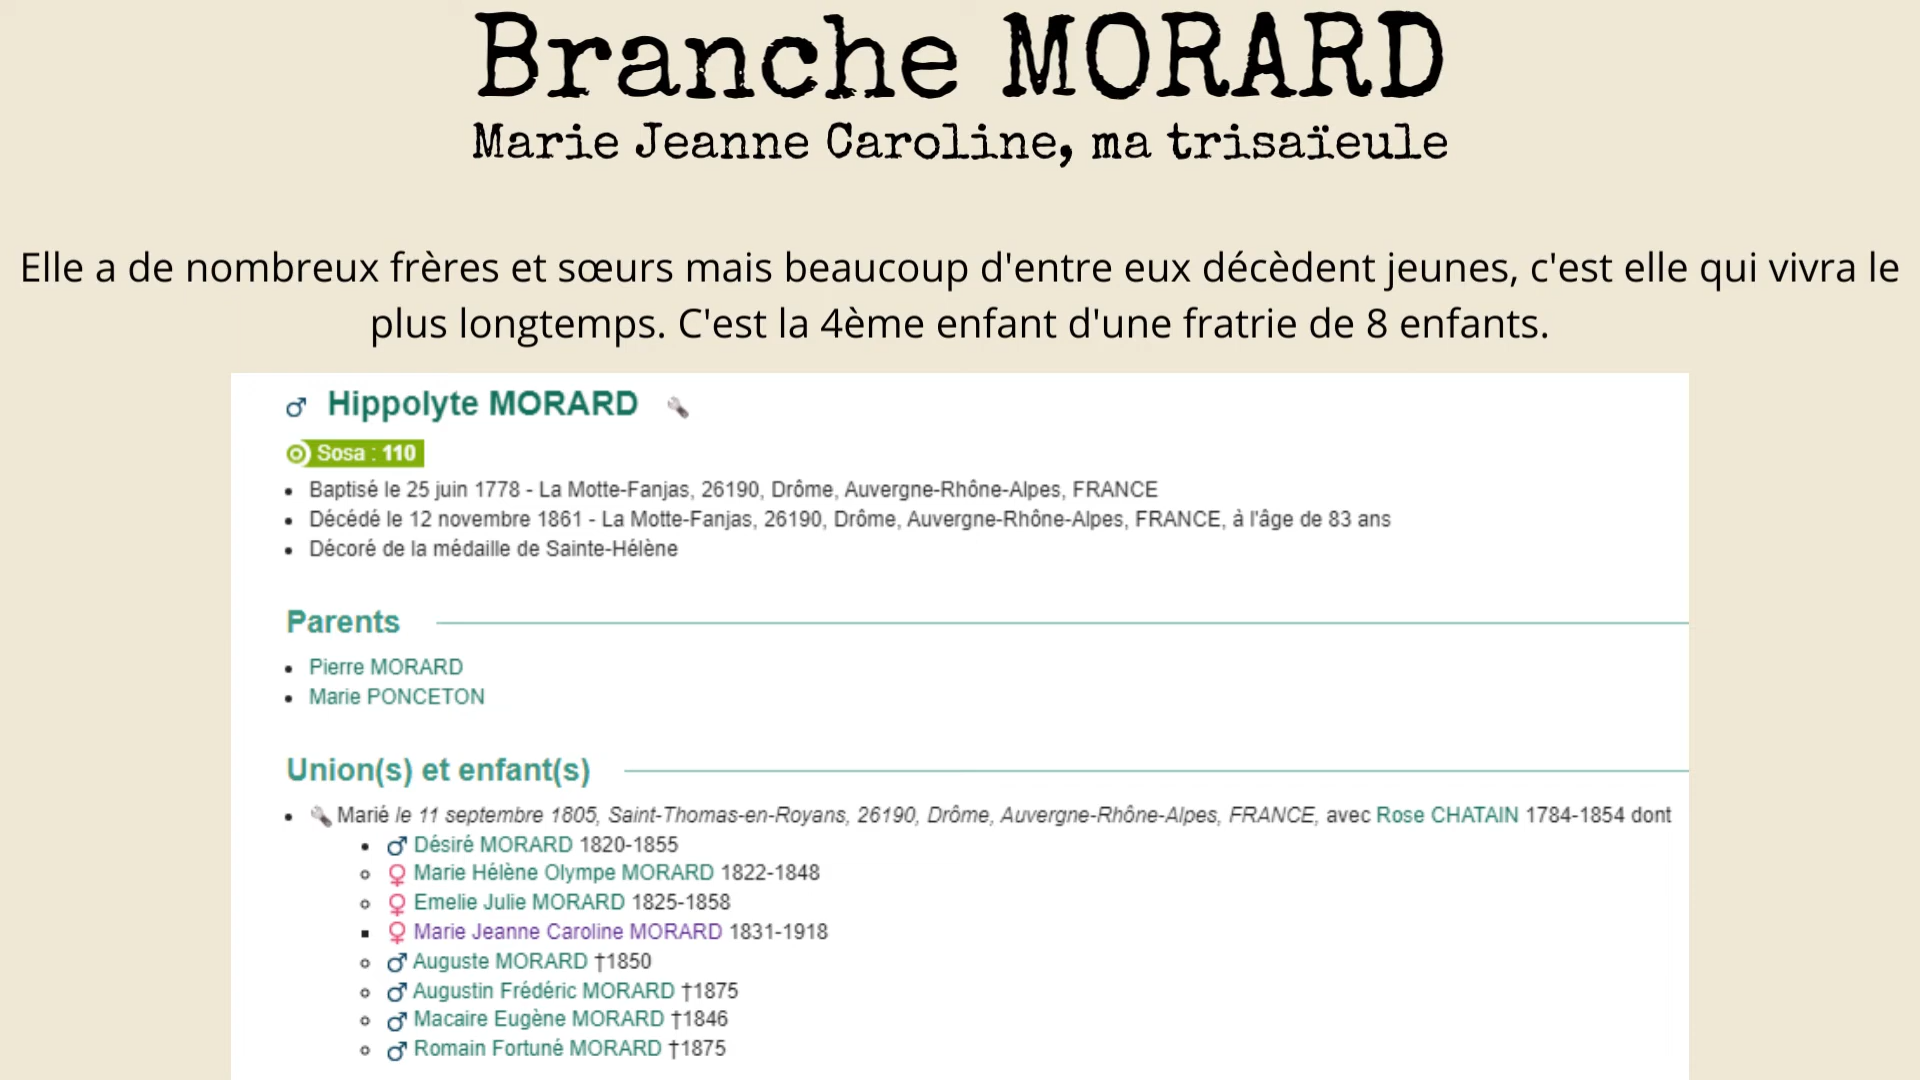 Branche MORARD
Marie Jeanne Caroline, ma trisaïeule
Elle a de nombreux frères et sœurs mais beaucoup d'entre eux décèdent jeunes, c'est elle qui vivra le
plus longtemps. C'est la 4ème enfant d'une fratrie de 8 enfants.
Hippolyte MORARD
Sosa : 110
Baptisé le 25 juin 1778 - La Motte-Fanjas, 26190, Drôme, Auvergne-Rhône-Alpes, FRANCE
Décédé le 12 novembre 1861 - La Motte-Fanjas, 26190, Drôme, Auvergne-Rhône-Alpes, FRANCE, à l'âge de 83 ans
Décoré de la médaille de Sainte-Hélène
Parents
Pierre MORARD
Marie PONCETON
Union(s) et enfant(s)
Marié le 11 septembre 1805, Saint-Thomas-en-Royans, 26190, Drôme, Auvergne-Rhône-Alpes, FRANCE, avec Rose CHATAIN 1784-1854 dont
Désiré MORARD 1820-1855
Marie Hélène Olympe MORARD 1822-1848
Emelie Julie MORARD 1825-1858
Marie Jeanne Caroline MORARD 1831-1918
Auguste MORARD †1850
Augustin Frédéric MORARD †1875
Macaire Eugène MORARD †1846
Romain Fortuné MORARD †1875